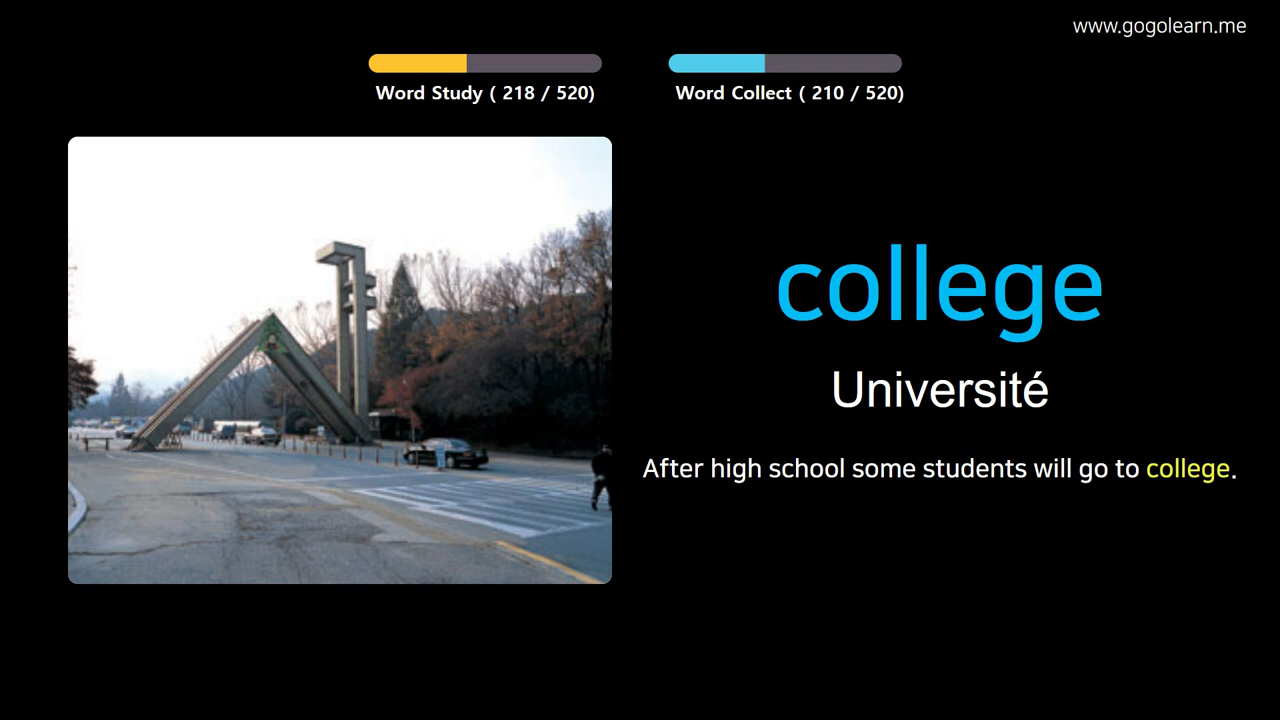 www.gogolearn.me
Word Study ( 218 / 520)
Word Collect ( 210 / 520)
college
Université
After high school some students will go to college.